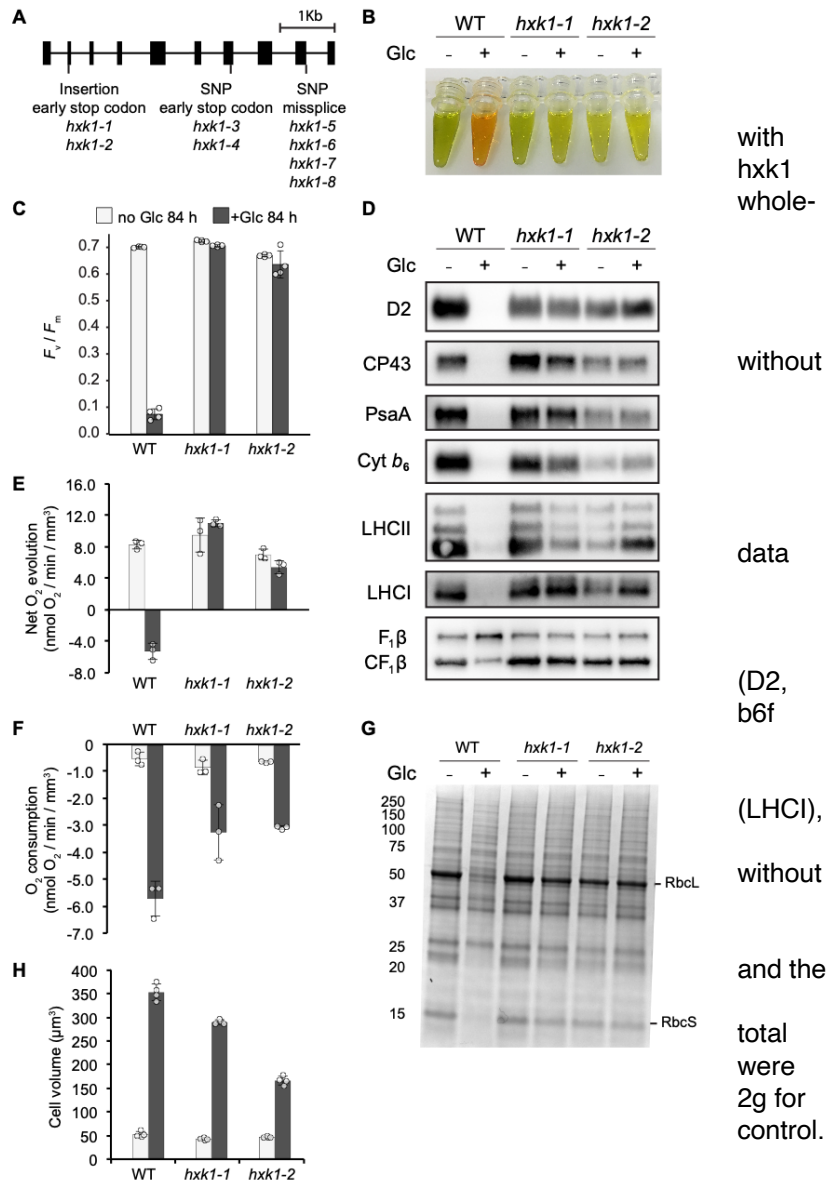 A
1Kb
Insertion
early stop codon
hxk1-1
hxk1-2
SNP
early stop codon
hxk1-3
hxk1-4
SNP
missplice
hxk1-5
hxk1-6
hxk1-7
hxk1-8
B
WT hxk1-1 hxk1-2
Glc - + - + - +
with
hxk1
whole-
C
no Glc 84 h +Glc 84 h
Fv / Fm
0.7
0.6
0.5
0.4
0.3
0.2
0.1
0.0
WT hxk1-1 hxk1-2
D
WT hxk1-1 hxk1-2
Glc - + - + - +
D2
CP43
PsaA
Cyt b6
LHCII
LHCI
F1β
CF1β
without
data
(D2,
b6f
E
Net O2 evolution
(nmol O2 / min / mm3)
16.0
12.0
8.0
4.0
0
-4.0
-8.0
WT hxk1-1 hxk1-2
F
WT hxk1-1 hxk1-2
O2 consumption
(nmol O2 / min / mm3)
0
-1.0
-2.0
-3.0
-4.0
-5.0
-6.0
-7.0
G
WT hxk1-1 hxk1-2
Glc - + - + - +
250
150
100
75
50
37
25
20
15
RbcL
RbcS
(LHCI),
without
and the
total
were
2g for
control.
H
Cell volume (μm3)
400
350
300
250
200
150
100
50
0
WT hxk1-1 hxk1-2